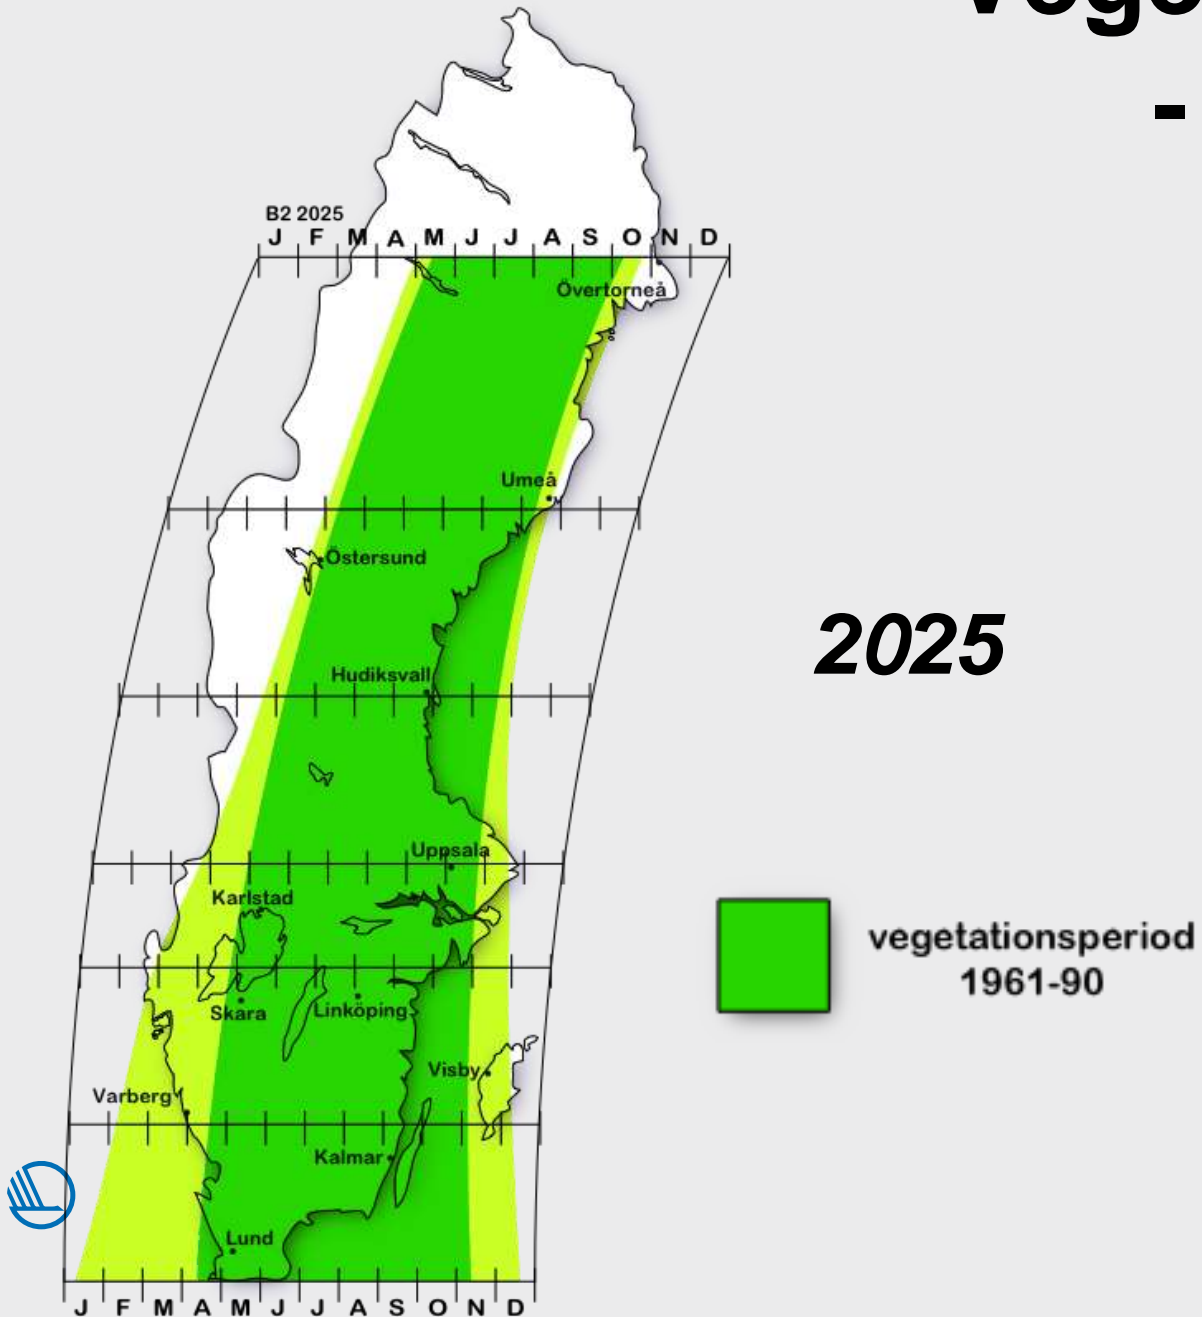 -
B2 2025
J F M A M J J A S O N D
Övertorneå
Umeå
Östersund
2025
Hudiksvall
Uppsala
Karlstad
vegetationsperiod
1961-90
Skara Linköping
Visby
Varberg
Kalmar
Lund
J F M A M J J A S O N D